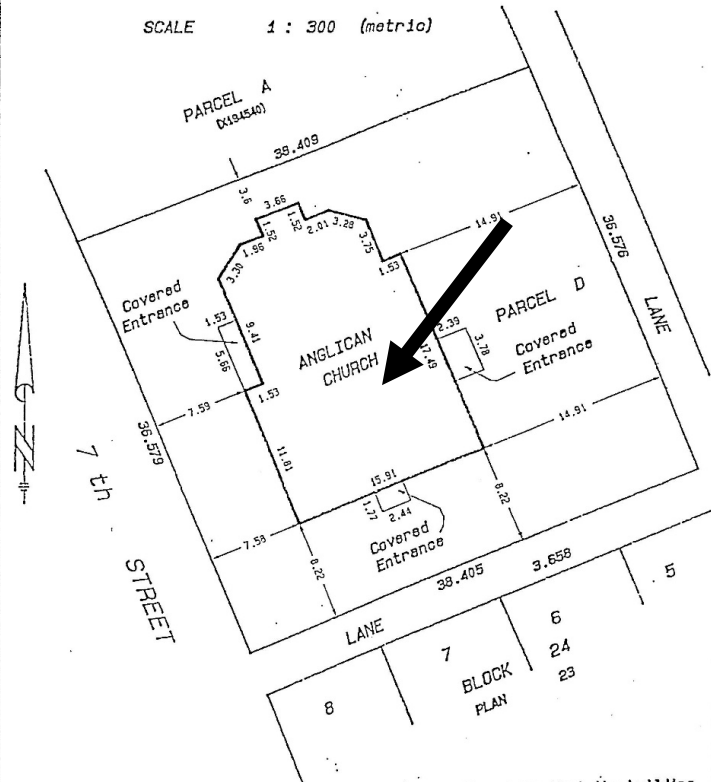 SCALE 1 : 300 (metric)
PARCEL A
(X194540)
38.409
3.6
3.66
1.52
1.52
2.01
3.28
1.96
3.30
3.75
1.53
14.91
36.576
LANE
Covered
Entrance
1.53
9.41
5.66
1.53
ANGLICAN
CHURCH
17.49
2.39
3.78
PARCEL D
Covered
Entrance
7.59
36.579
7 th STREET
11.81
14.91
15.91
1.77
2.44
Covered
Entrance
8.22
7.58
8.22
38.405
3.658
LANE
N
5
6
7
8
BLOCK 24
PLAN 23